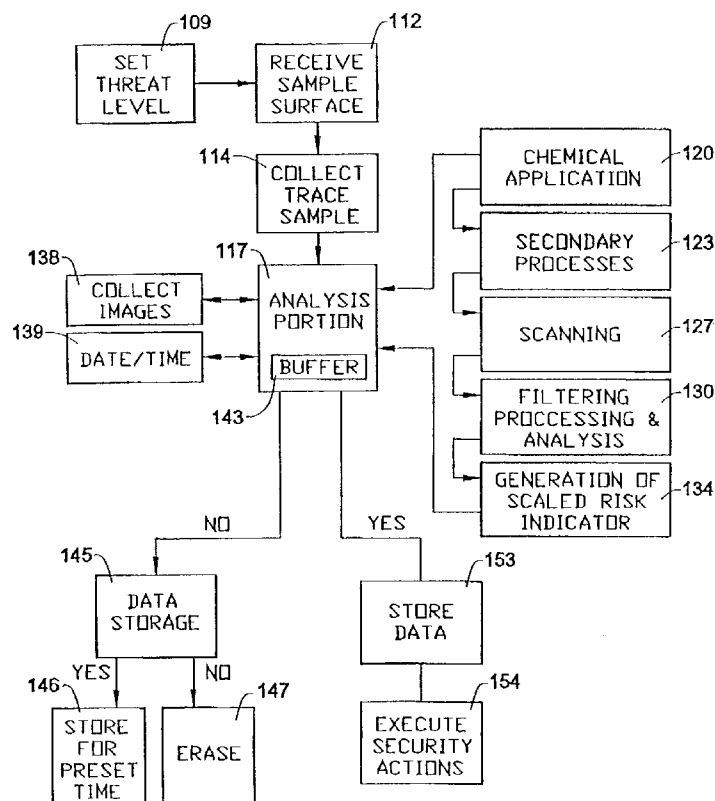 109
SET
THREAT
LEVEL
112
RECEIVE
SAMPLE
SURFACE
114
COLLECT
TRACE
SAMPLE
117
ANALYSIS
PORTION
BUFFER
143
138
COLLECT
IMAGES
139
DATE/TIME
CHEMICAL
APPLICATION
120
SECONDARY
PROCESSES
123
SCANNING
127
FILTERING
PROCCESSING &
ANALYSIS
130
GENERATION OF
SCALED RISK
INDICATOR
134
NO
YES
145
DATA
STORAGE
153
STORE
DATA
YES
NO
146
STORE
FOR
PRESET
TIME
147
ERASE
154
EXECUTE
SECURITY
ACTIONS